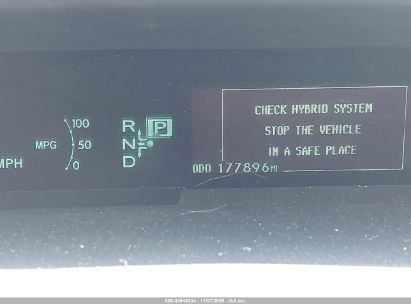 100
MPG 50
MPH 0
R P
N
D
CHECK HYBRID SYSTEM
STOP THE VEHICLE
IN A SAFE PLACE
ODO 177896MI